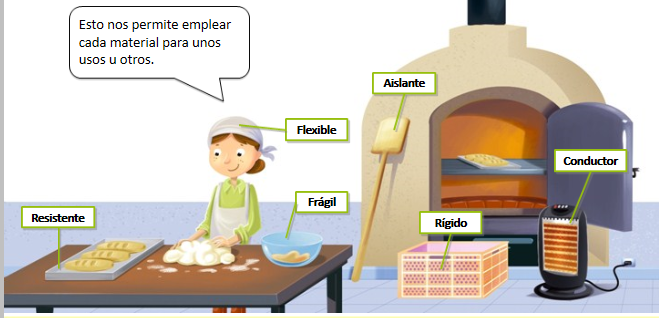 Esto nos permite emplear
cada material para unos
usos u otros.
Aislante
Flexible
Conductor
Frágil
Resistente
Rígido